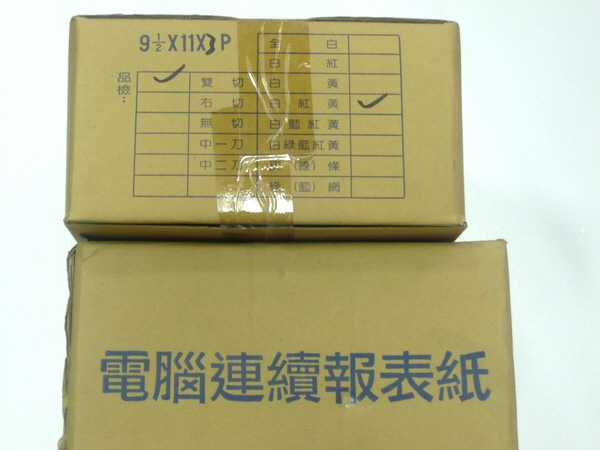 9½X11X3P
品檢:
全 白
白 紅
雙 切 白 黃
右 切 白 紅 黃
無 切 白 藍 紅 黃
中 一 刀 白 綠 藍 紅 黃
中 二 刀 (綠) 條
綠 (藍) 網
電腦連續報表紙